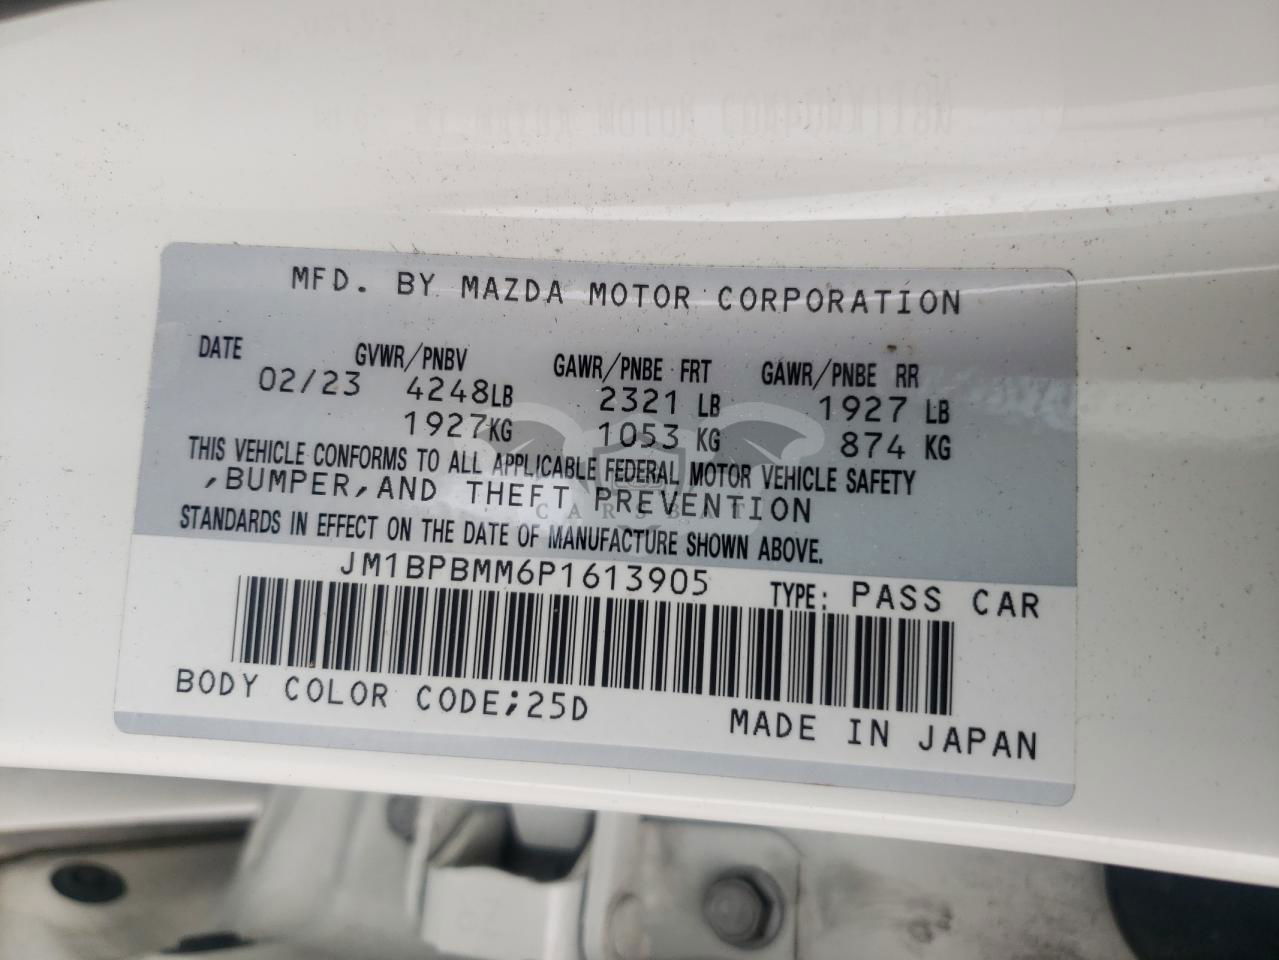 MFD. BY MAZDA MOTOR CORPORATION
DATE GVWR/PNBV GAWR/PNBE FRT GAWR/PNBE RR
02/23 4248LB 2321 LB 1927 LB
1927KG 1053 KG 874 KG
THIS VEHICLE CONFORMS TO ALL APPLICABLE FEDERAL MOTOR VEHICLE SAFETY
,BUMPER,AND THEFT PREVENTION
CARSBAT
STANDARDS IN EFFECT ON THE DATE OF MANUFACTURE SHOWN ABOVE.
JM1BPBMM6P1613905 TYPE: PASS CAR
BODY COLOR CODE;25D
MADE IN JAPAN